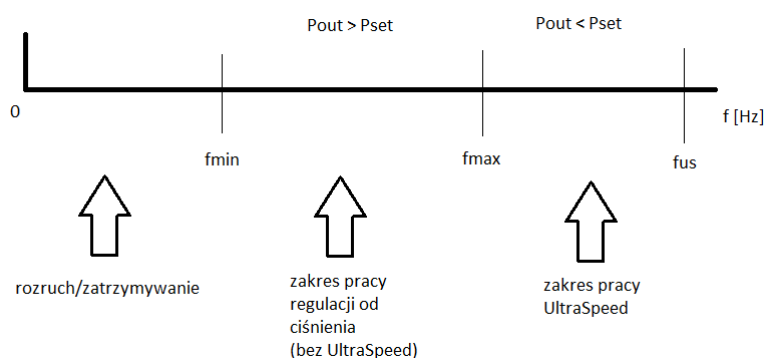 Pout > Pset
Pout < Pset
0
f [Hz]
fmin
fmax
fus
rozruch/zatrzymywanie
zakres pracy
regulacji od
ciśnienia
(bez UltraSpeed)
zakres pracy
UltraSpeed